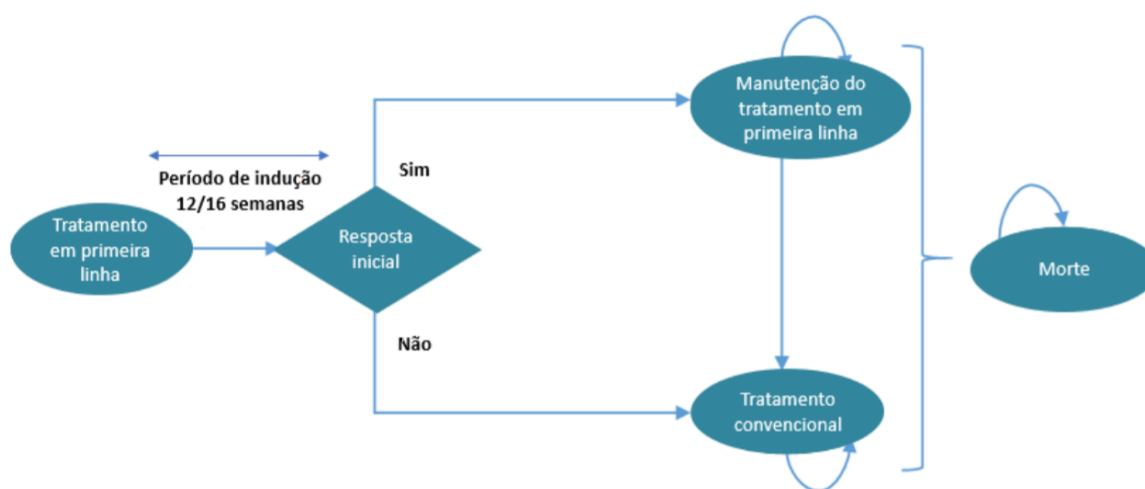 Tratamento
em primeira
linha
Período de indução
12/16 semanas
Resposta
inicial
Sim
Não
Manutenção do
tratamento em
primeira linha
Tratamento
convencional
Morte